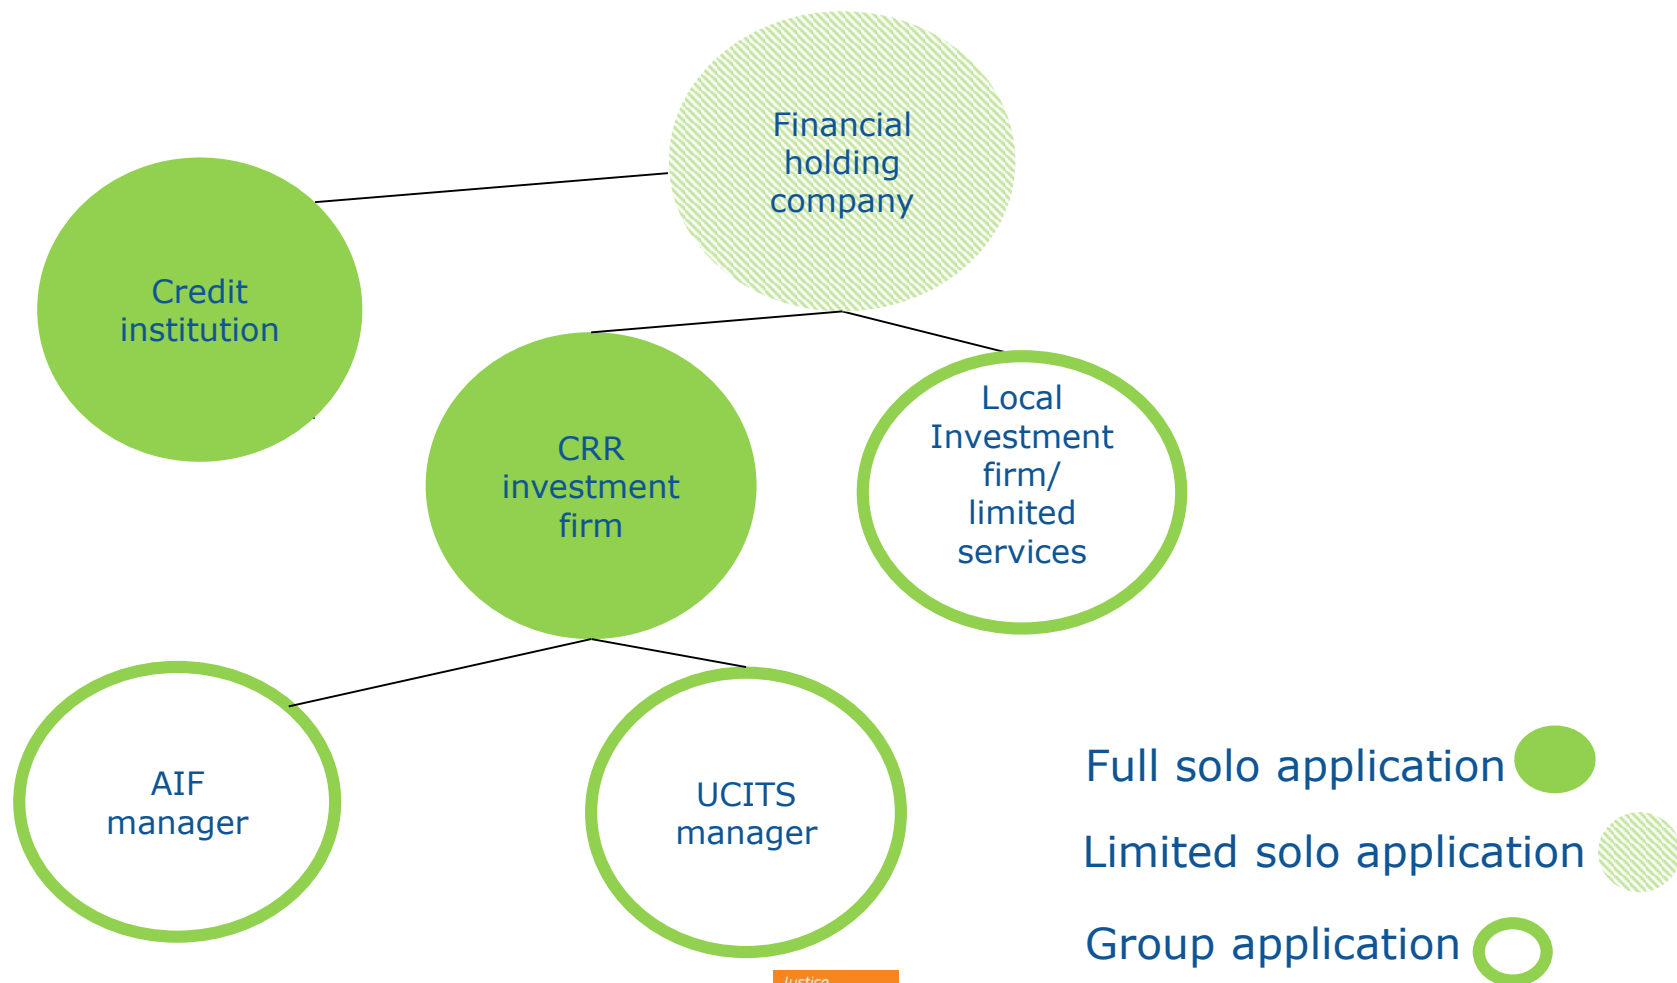 Financial
holding
company
Credit
institution
CRR
investment
firm
Local
Investment
firm/
limited
services
AIF
manager
UCITS
manager
Full solo application
Limited solo application
Group application
Justice